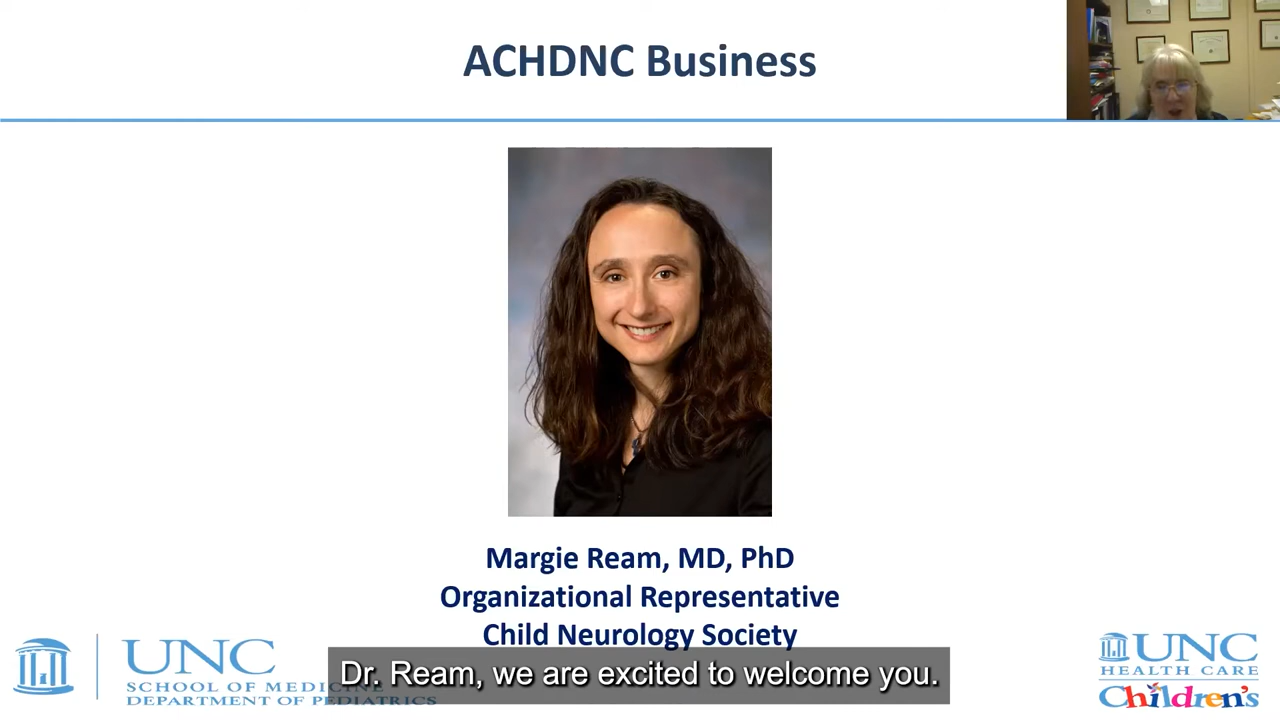 ACHDNC Business
Margie Ream, MD, PhD
Organizational Representative
Child Neurology Society
Dr. Ream, we are excited to welcome you.
UNC
SCHOOL OF MEDICINE
DEPARTMENT OF PEDIATRICS
UNC
HEALTH CARE
Children's